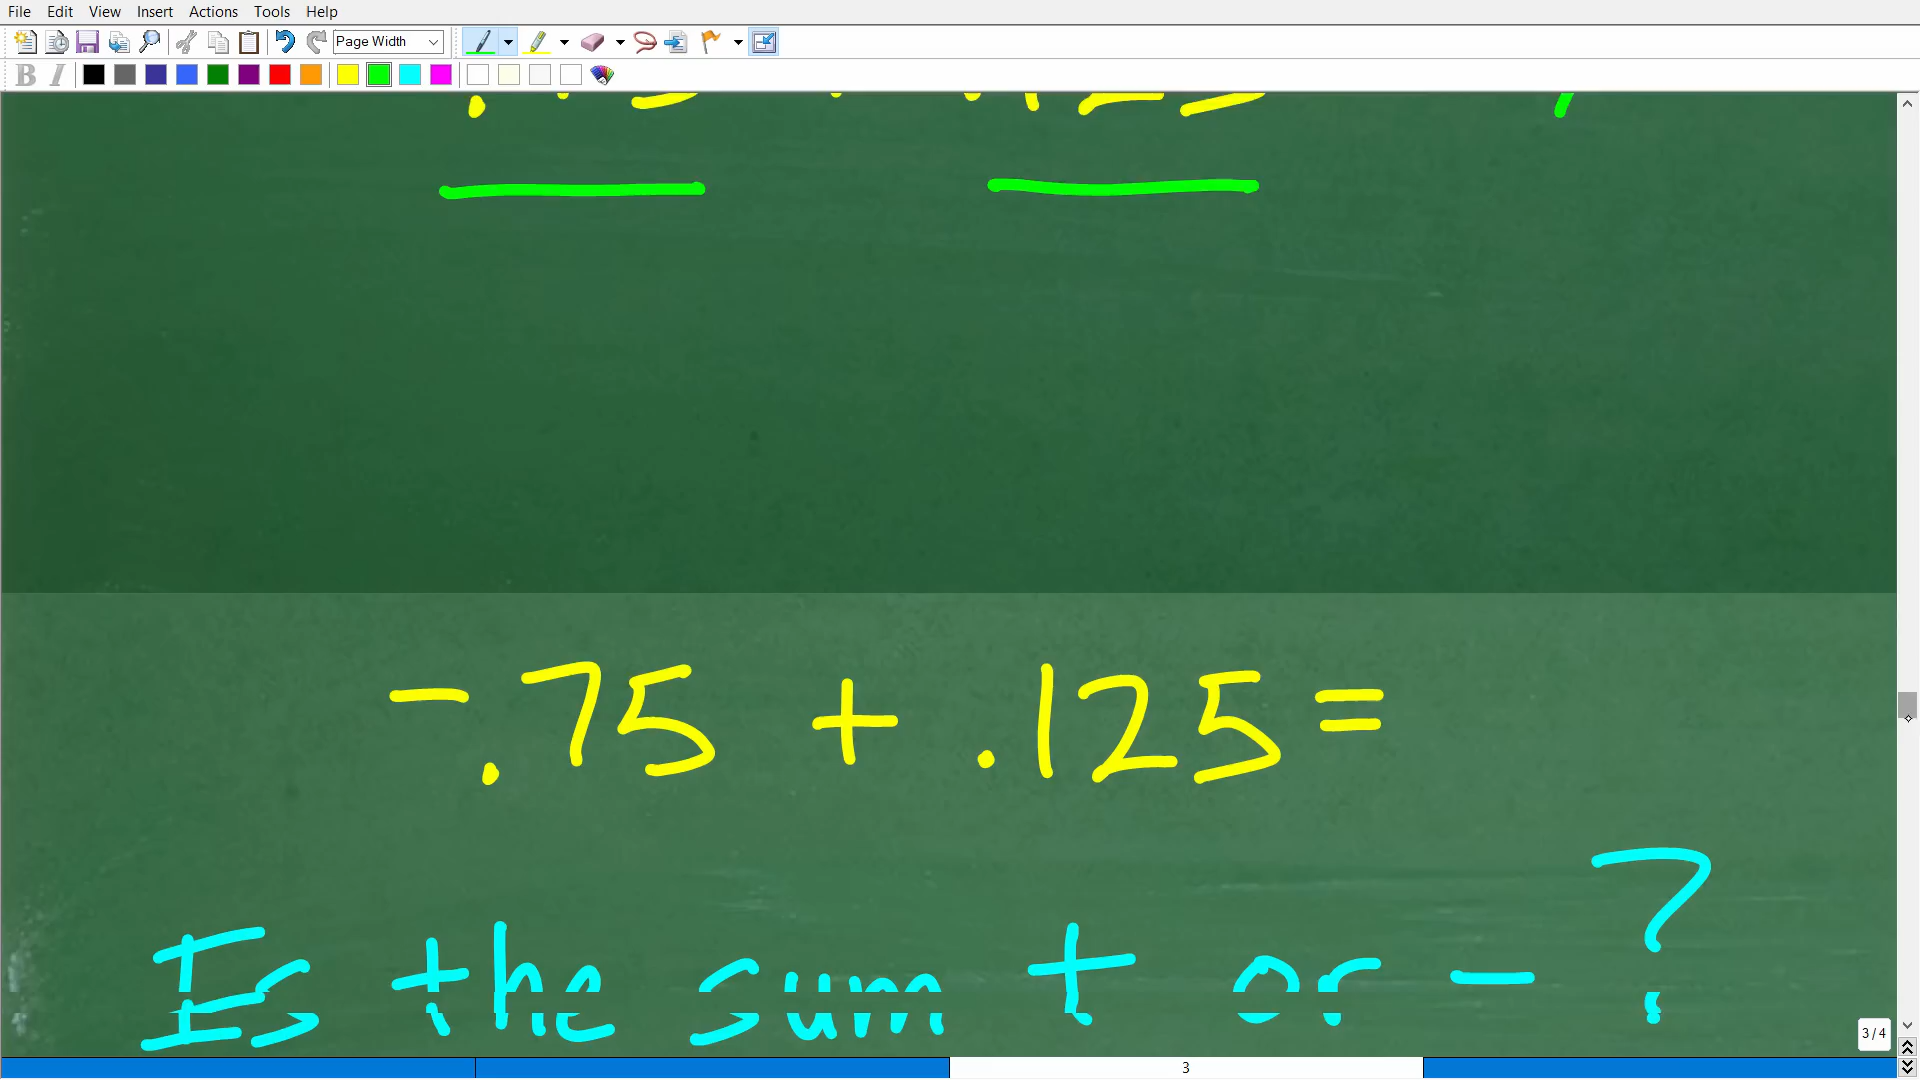 File Edit View Insert Actions Tools Help
Page Width
B I
-.75 + .125 =
Is the sum + or - ?
3 / 4
3